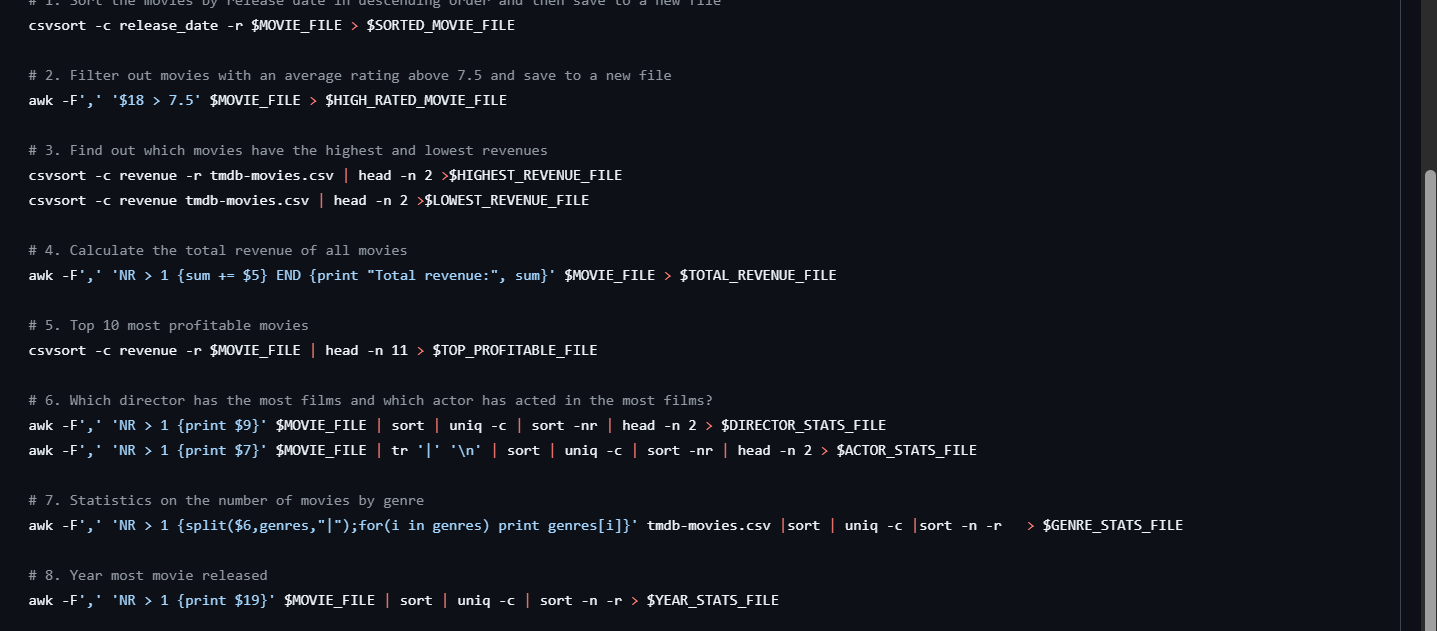 # 1. Sort the movies by release date in descending order and then save to a new file
csvsort -c release_date -r $MOVIE_FILE > $SORTED_MOVIE_FILE
# 2. Filter out movies with an average rating above 7.5 and save to a new file
awk -F',' '$18 > 7.5' $MOVIE_FILE > $HIGH_RATED_MOVIE_FILE
# 3. Find out which movies have the highest and lowest revenues
csvsort -c revenue -r tmdb-movies.csv | head -n 2 >$HIGHEST_REVENUE_FILE
csvsort -c revenue tmdb-movies.csv | head -n 2 >$LOWEST_REVENUE_FILE
# 4. Calculate the total revenue of all movies
awk -F',' 'NR > 1 {sum += $5} END {print "Total revenue:", sum}' $MOVIE_FILE > $TOTAL_REVENUE_FILE
# 5. Top 10 most profitable movies
csvsort -c revenue -r $MOVIE_FILE | head -n 11 > $TOP_PROFITABLE_FILE
# 6. Which director has the most films and which actor has acted in the most films?
awk -F',' 'NR > 1 {print $9}' $MOVIE_FILE | sort | uniq -c | sort -nr | head -n 2 > $DIRECTOR_STATS_FILE
awk -F',' 'NR > 1 {print $7}' $MOVIE_FILE | tr '|' '\n' | sort | uniq -c | sort -nr | head -n 2 > $ACTOR_STATS_FILE
# 7. Statistics on the number of movies by genre
awk -F',' 'NR > 1 {split($6,genres,"|");for(i in genres) print genres[i]}' tmdb-movies.csv |sort | uniq -c |sort -n -r   > $GENRE_STATS_FILE
# 8. Year most movie released
awk -F',' 'NR > 1 {print $19}' $MOVIE_FILE | sort | uniq -c | sort -n -r > $YEAR_STATS_FILE